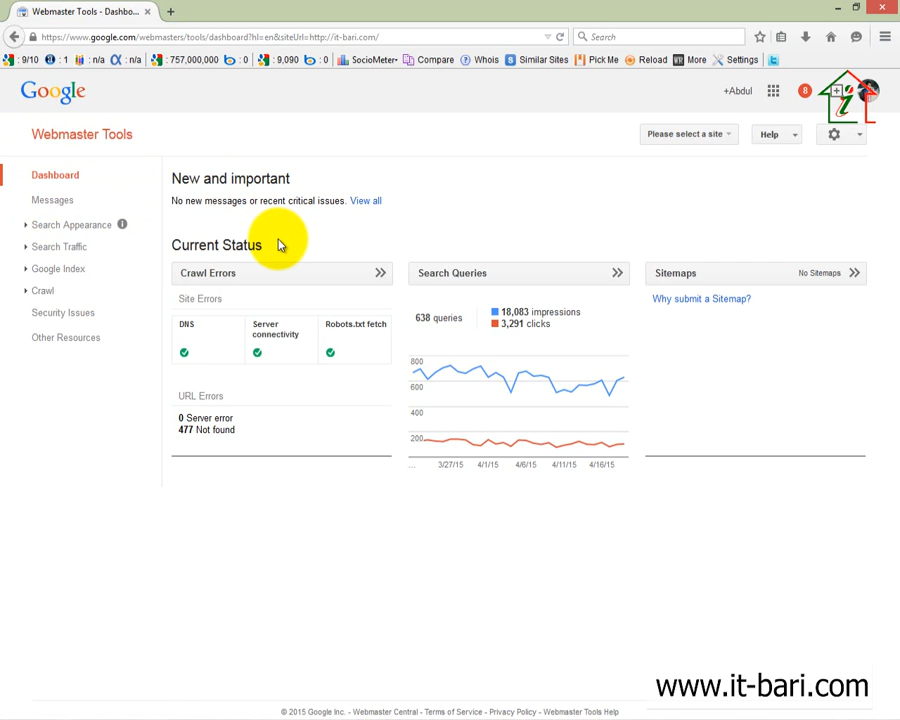 Webmaster Tools - Dashbo...
https://www.google.com/webmasters/tools/dashboard?hl=en&siteUrl=http://it-bari.com/
Search
: 9/10 : 1 : n/a : n/a : 757,000,000 : 0 : 9,090 : 0 SocioMeter Compare Whois Similar Sites Pick Me Reload More Settings
Google
+Abdul
8
i
Webmaster Tools
Please select a site
Help
Dashboard
Messages
Search Appearance
Search Traffic
Google Index
Crawl
Security Issues
Other Resources
New and important
No new messages or recent critical issues. View all
Current Status
Crawl Errors
Site Errors
DNS
Server
connectivity
Robots.txt fetch
URL Errors
0 Server error
477 Not found
Search Queries
638 queries
18,083 impressions
3,291 clicks
800
600
400
200
... 3/27/15 4/1/15 4/6/15 4/11/15 4/16/15
Sitemaps
No Sitemaps
Why submit a Sitemap?
www.it-bari.com
© 2015 Google Inc. - Webmaster Central - Terms of Service - Privacy Policy - Webmaster Tools Help